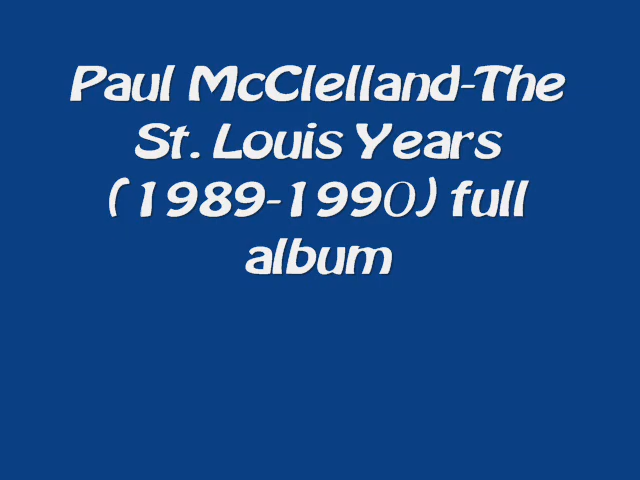 Paul McClelland-The
St. Louis Years
(1989-1990) full
album